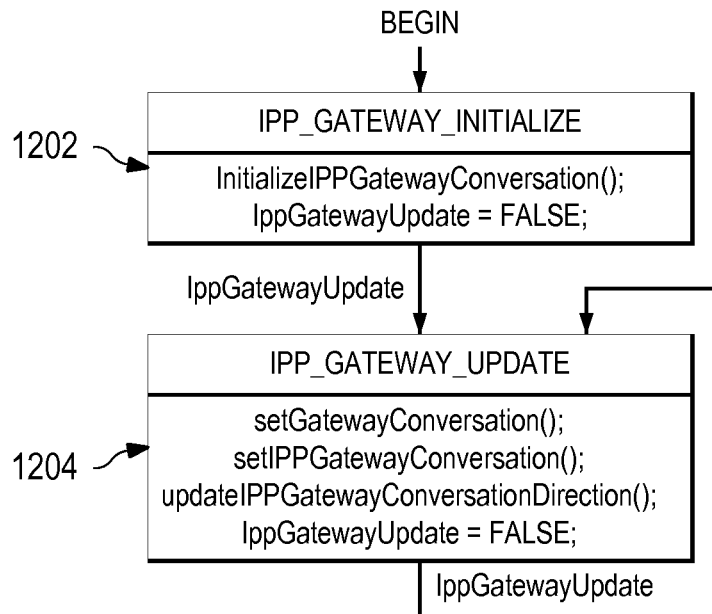 BEGIN
IPP_GATEWAY_INITIALIZE
1202
InitializeIPPGatewayConversation();
IppGatewayUpdate = FALSE;
IppGatewayUpdate
IPP_GATEWAY_UPDATE
1204
setGatewayConversation();
setIPPGatewayConversation();
updateIPPGatewayConversationDirection();
IppGatewayUpdate = FALSE;
IppGatewayUpdate